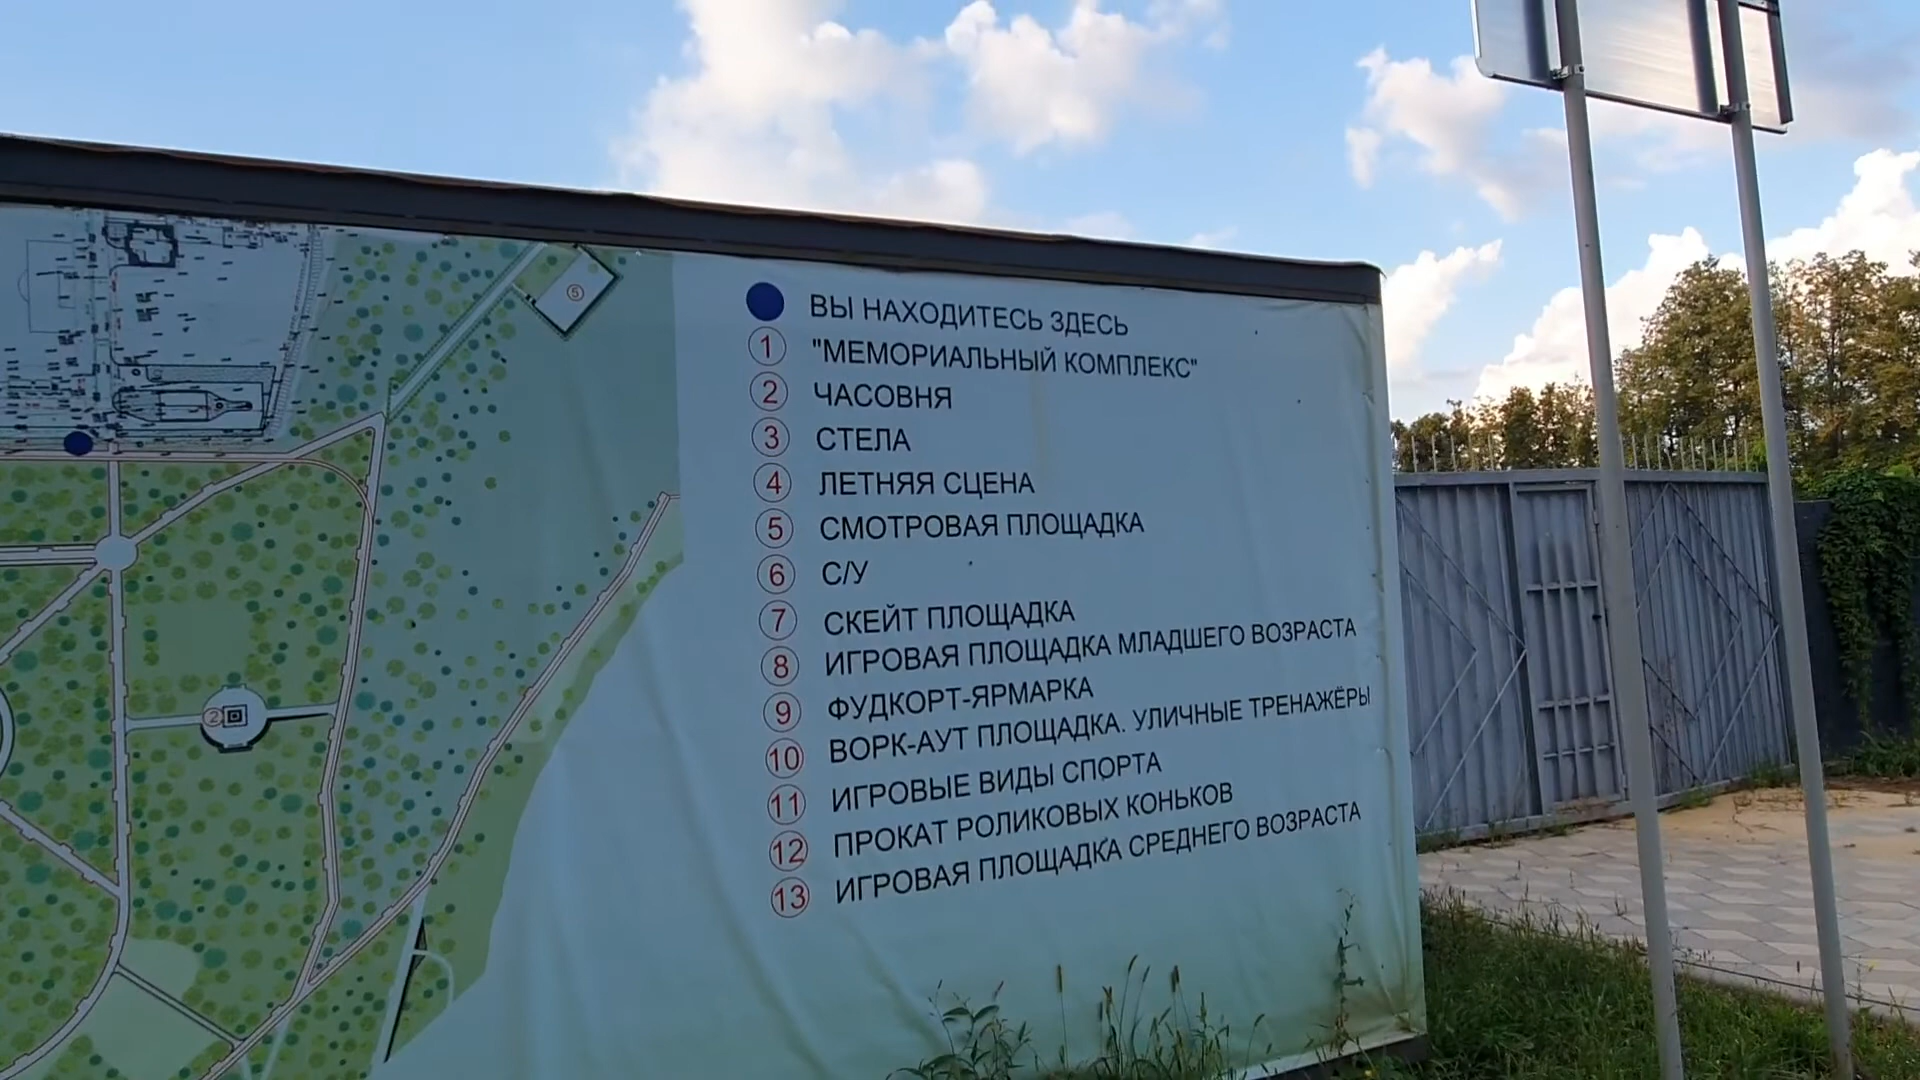 ВЫ НАХОДИТЕСЬ ЗДЕСЬ
1 "МЕМОРИАЛЬНЫЙ КОМПЛЕКС"
2 ЧАСОВНЯ
3 СТЕЛА
4 ЛЕТНЯЯ СЦЕНА
5 СМОТРОВАЯ ПЛОЩАДКА
6 С/У
7 СКЕЙТ ПЛОЩАДКА
8 ИГРОВАЯ ПЛОЩАДКА МЛАДШЕГО ВОЗРАСТА
9 ФУДКОРТ-ЯРМАРКА
10 ВОРК-АУТ ПЛОЩАДКА. УЛИЧНЫЕ ТРЕНАЖЁРЫ
11 ИГРОВЫЕ ВИДЫ СПОРТА
12 ПРОКАТ РОЛИКОВЫХ КОНЬКОВ
13 ИГРОВАЯ ПЛОЩАДКА СРЕДНЕГО ВОЗРАСТА
5
2